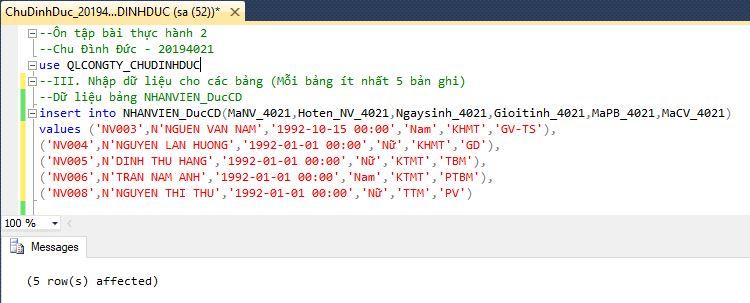 ChuDinhDuc_20194...DINHDUC (sa (52))*
--Ôn tập bài thực hành 2
--Chu Đình Đức - 20194021
use QLCONGTY_CHUDINHDUC
--III. Nhập dữ liệu cho các bảng (Mỗi bảng ít nhất 5 bản ghi)
--Dữ liệu bảng NHANVIEN_DucCD
insert into NHANVIEN_DucCD(MaNV_4021,Hoten_NV_4021,Ngaysinh_4021,Gioitinh_4021,MaPB_4021,MaCV_4021)
values ('NV003',N'NGUEN VAN NAM','1992-10-15 00:00','Nam','KHMT','GV-TS'),
('NV004',N'NGUYEN LAN HUONG','1992-01-01 00:00','Nữ','KHMT','GD'),
('NV005',N'DINH THU HANG','1992-01-01 00:00','Nữ','KTMT','TBM'),
('NV006',N'TRAN NAM ANH','1992-01-01 00:00','Nam','KTMT','PTBM'),
('NV008',N'NGUYEN THI THU','1992-01-01 00:00','Nữ','TTM','PV')
100 %
Messages
(5 row(s) affected)